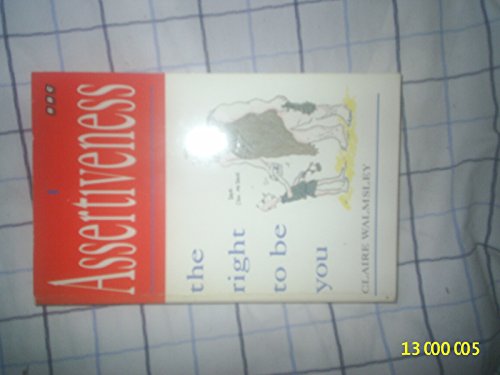 Assertiveness
the
right
to be
you
CLAIRE WALMSLEY
13 000 005